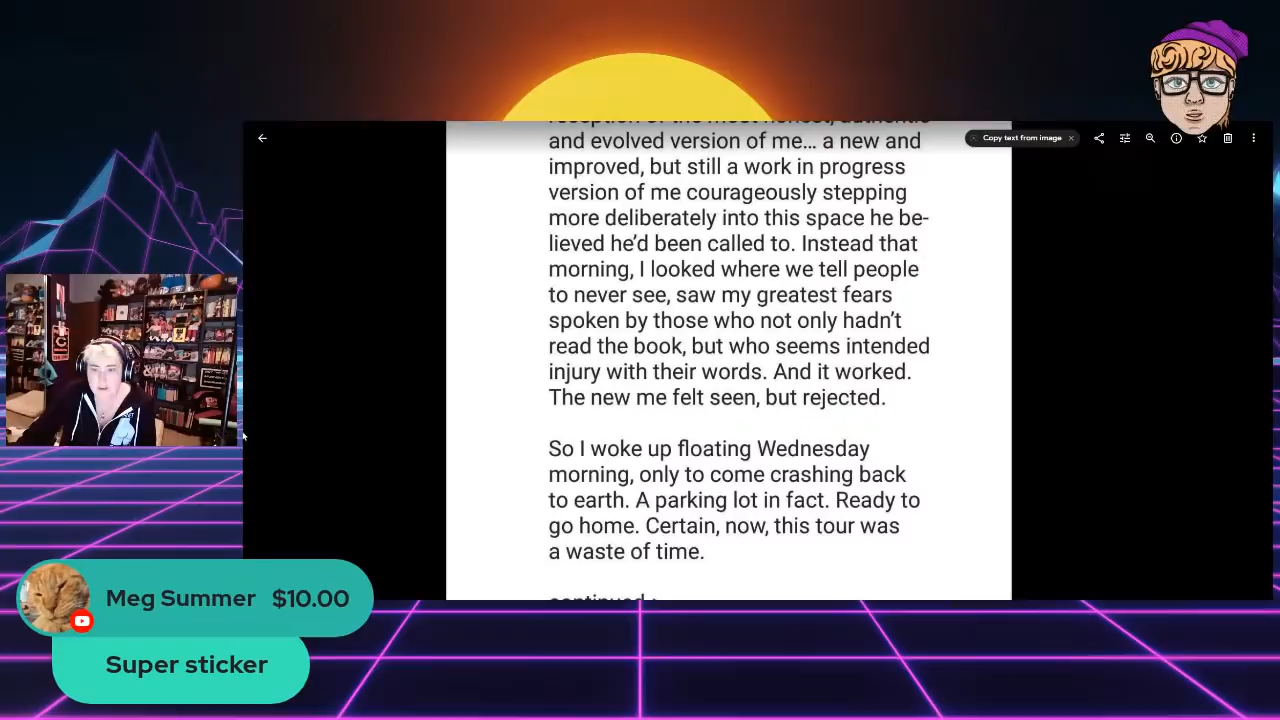 and evolved version of me... a new and
improved, but still a work in progress
version of me courageously stepping
more deliberately into this space he be-
lieved he'd been called to. Instead that
morning, I looked where we tell people
to never see, saw my greatest fears
spoken by those who not only hadn't
read the book, but who seems intended
injury with their words. And it worked.
The new me felt seen, but rejected.
So I woke up floating Wednesday
morning, only to come crashing back
to earth. A parking lot in fact. Ready to
go home. Certain, now, this tour was
a waste of time.
Copy text from image
Meg Summer $10.00
Super sticker